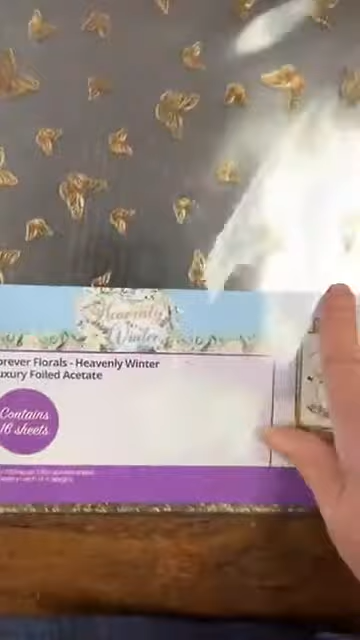 Heavenly
Winter
orever Florals - Heavenly Winter
uxury Foiled Acetate
Contains
16 sheets